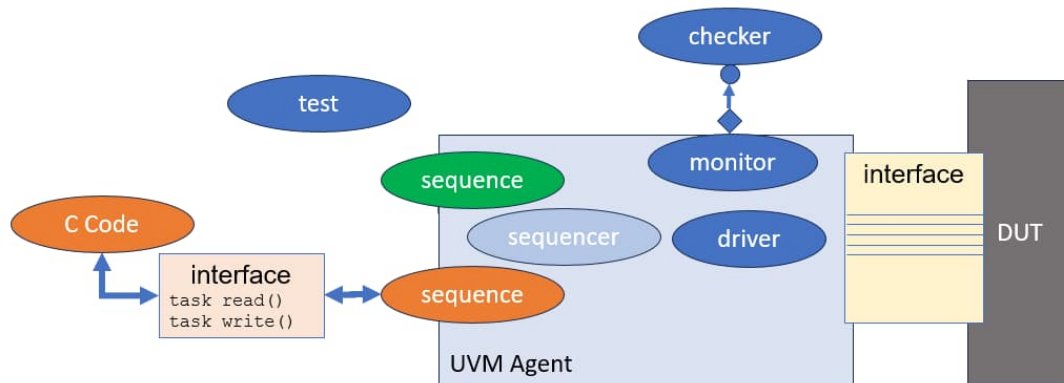 checker
test
monitor
sequence
interface
C Code
sequencer
driver
DUT
interface
task read()
task write()
sequence
UVM Agent